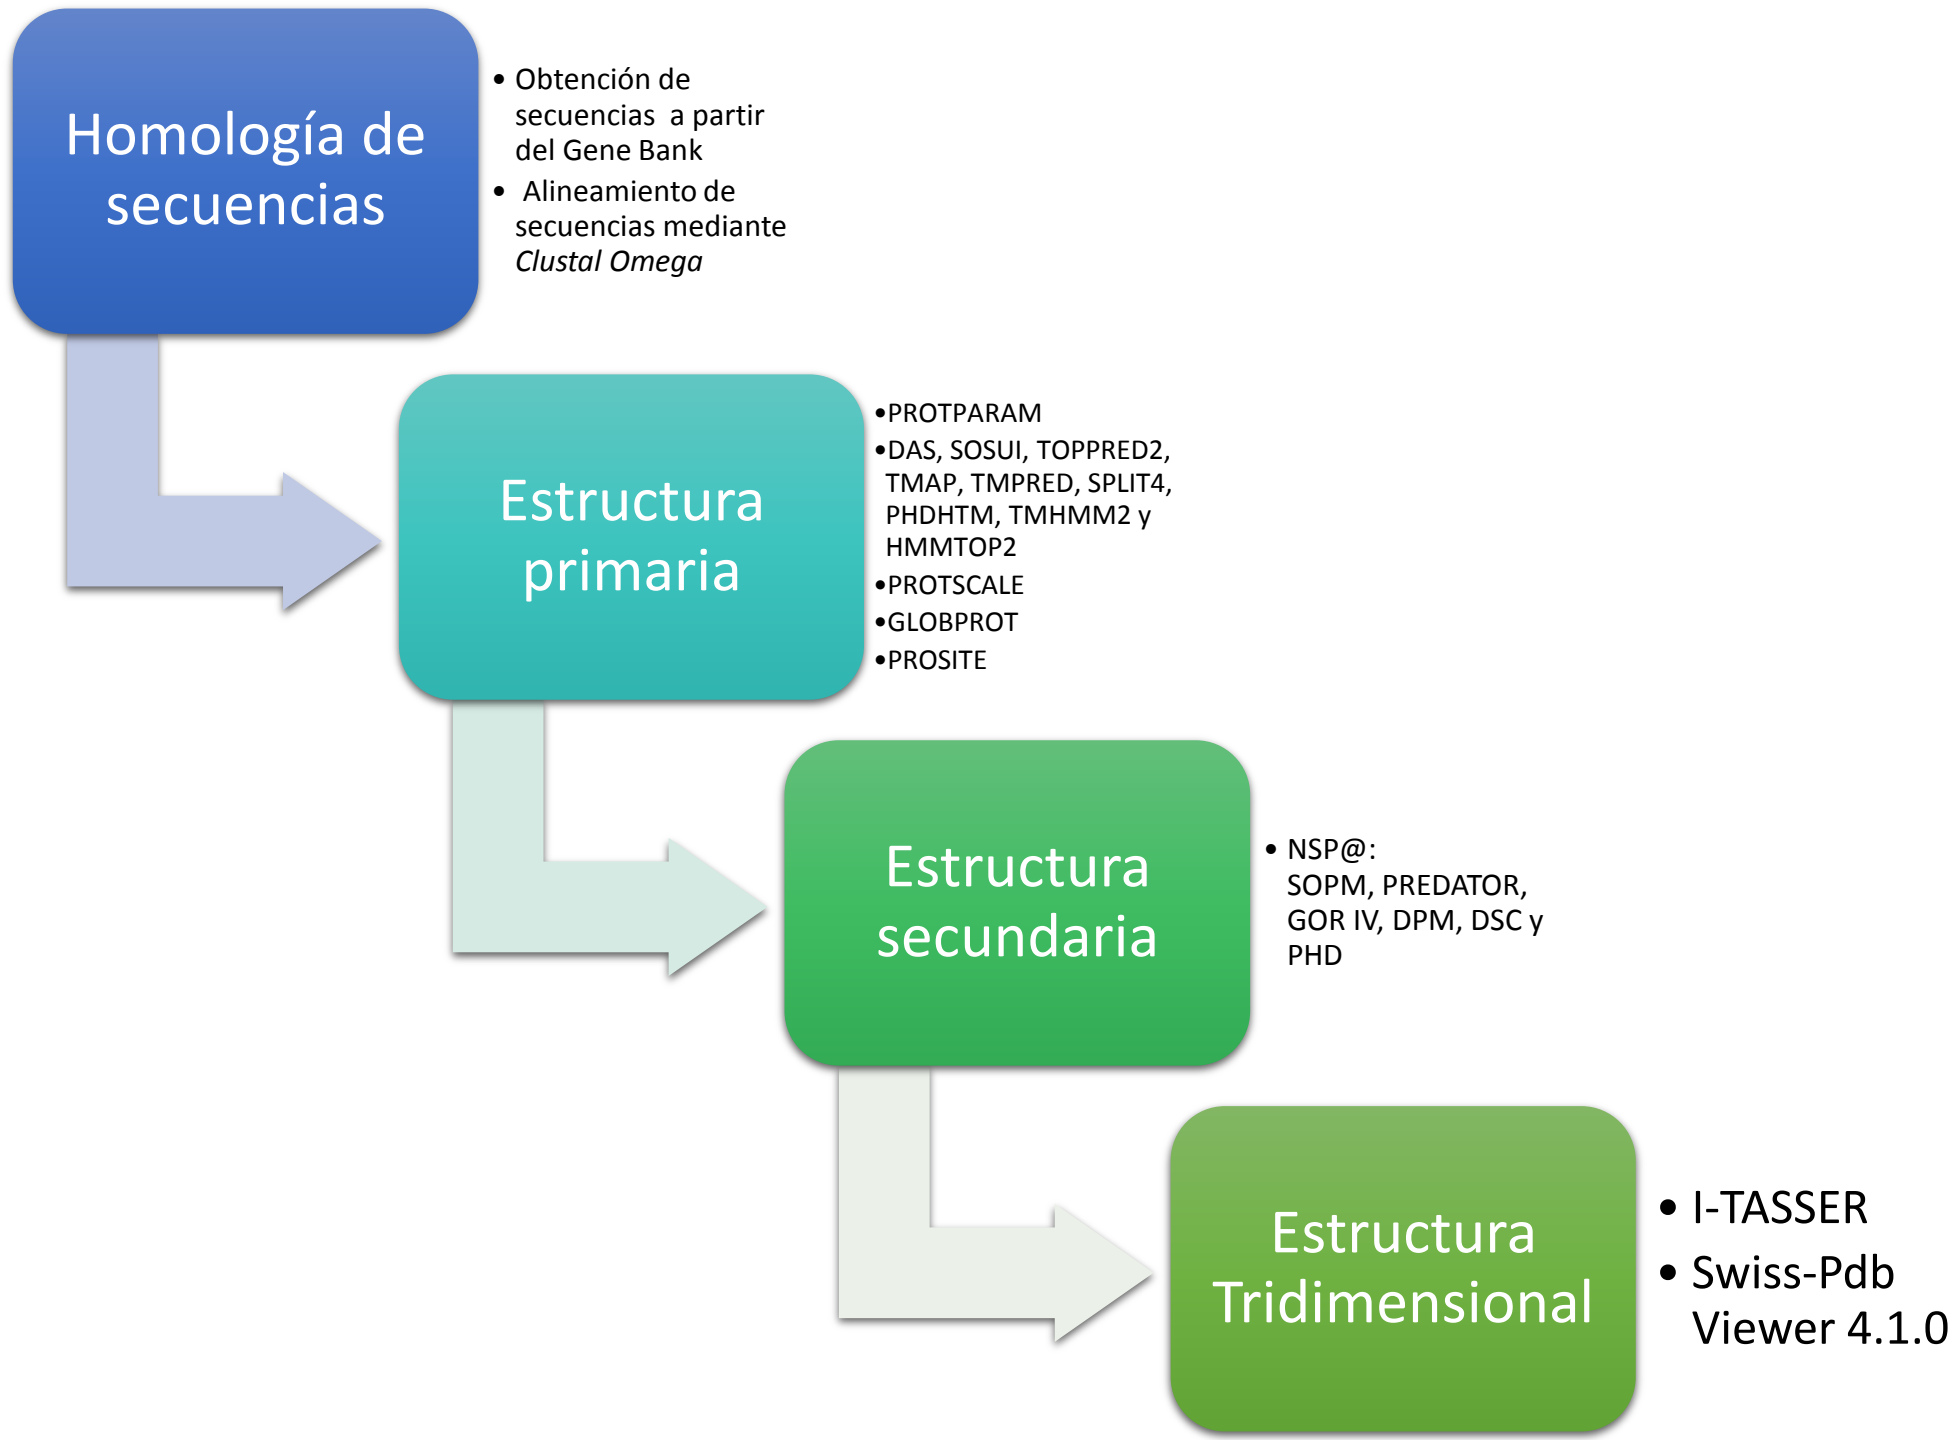 Homología de
secuencias
• Obtención de
secuencias a partir
del Gene Bank
• Alineamiento de
secuencias mediante
Clustal Omega
Estructura
primaria
•PROTPARAM
•DAS, SOSUI, TOPPRED2,
TMAP, TMPRED, SPLIT4,
PHDHTM, TMHMM2 y
HMMTOP2
•PROTSCALE
•GLOBPROT
•PROSITE
Estructura
secundaria
• NSP@:
SOPM, PREDATOR,
GOR IV, DPM, DSC y
PHD
Estructura
Tridimensional
• I-TASSER
• Swiss-Pdb
Viewer 4.1.0